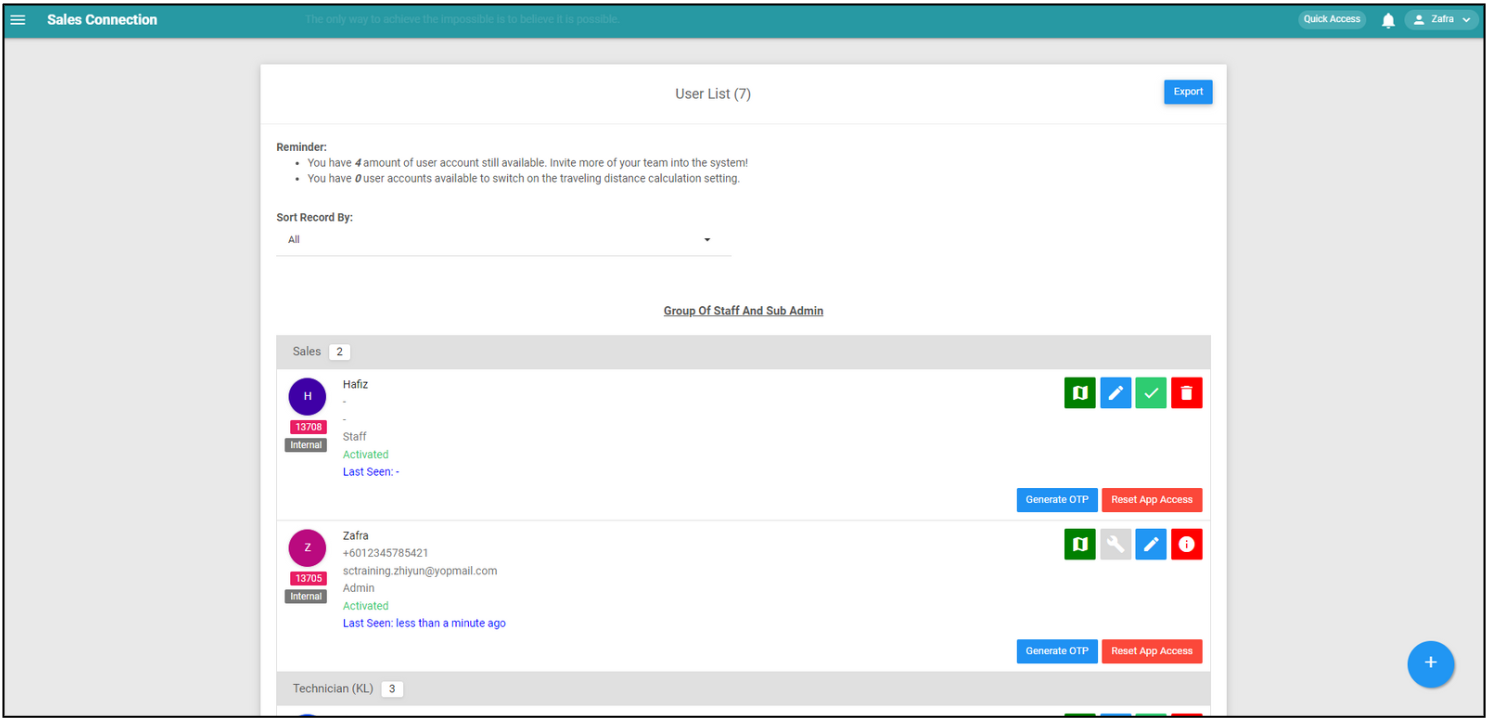 Sales Connection
The only way to achieve the impossible is to believe it is possible.
Quick Access
Zafra
User List (7)
Export
Reminder:
• You have 4 amount of user account still available. Invite more of your team into the system!
• You have 0 user accounts available to switch on the traveling distance calculation setting.
Sort Record By:
All
Group Of Staff And Sub Admin
Sales 2
H
13708
Internal
Hafiz
-
-
Staff
Activated
Last Seen: -
Generate OTP
Reset App Access
Z
13705
Internal
Zafra
+6012345785421
sctraining.zhiyun@yopmail.com
Admin
Activated
Last Seen: less than a minute ago
Generate OTP
Reset App Access
Technician (KL) 3